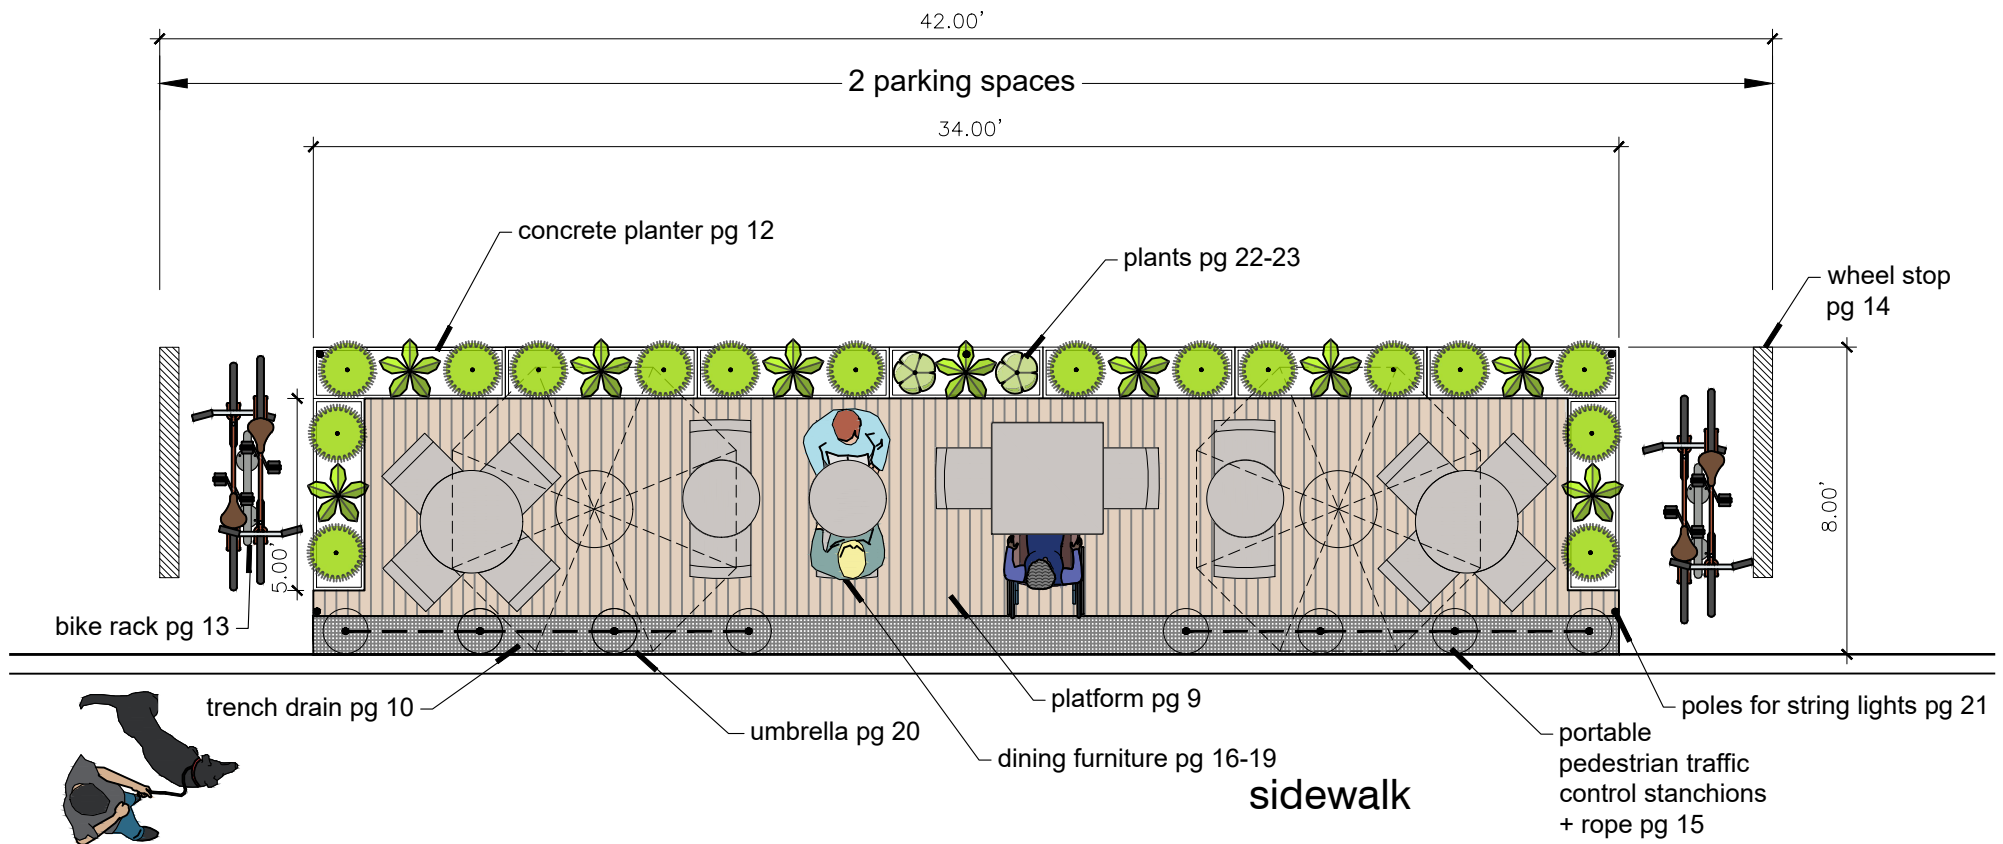 42.00'
2 parking spaces
34.00'
concrete planter pg 12
plants pg 22-23
wheel stop
pg 14
8.00'
5.00'
bike rack pg 13
trench drain pg 10
umbrella pg 20
platform pg 9
dining furniture pg 16-19
poles for string lights pg 21
portable
pedestrian traffic
control stanchions
+ rope pg 15
sidewalk